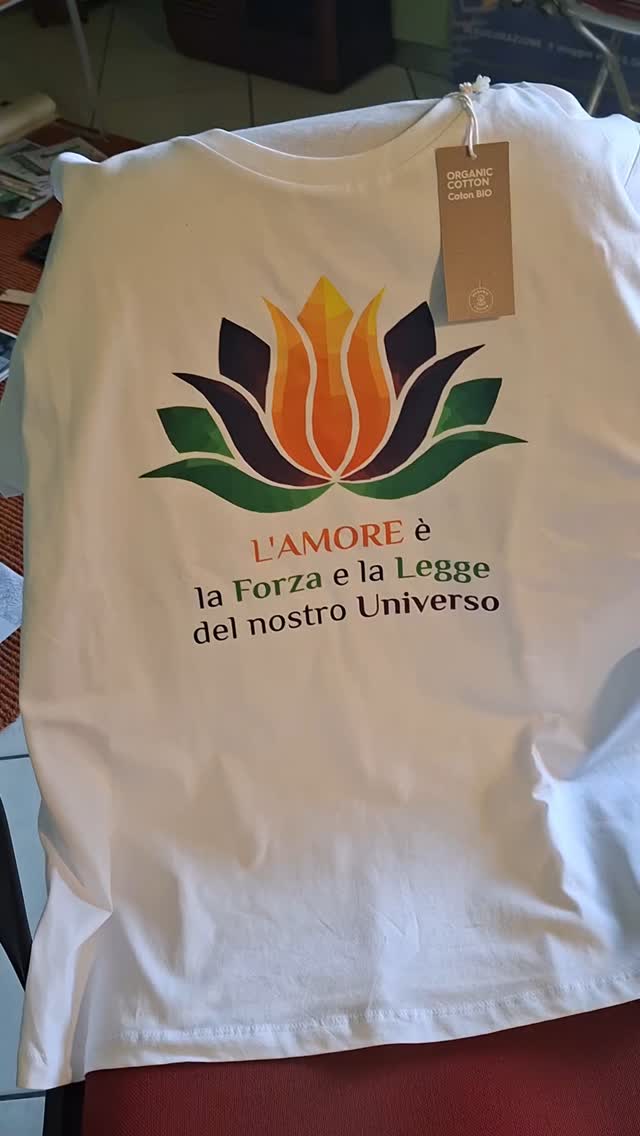 ORGANIC
COTTON
Coton BIO
L'AMORE è
la Forza e la Legge
del nostro Universo